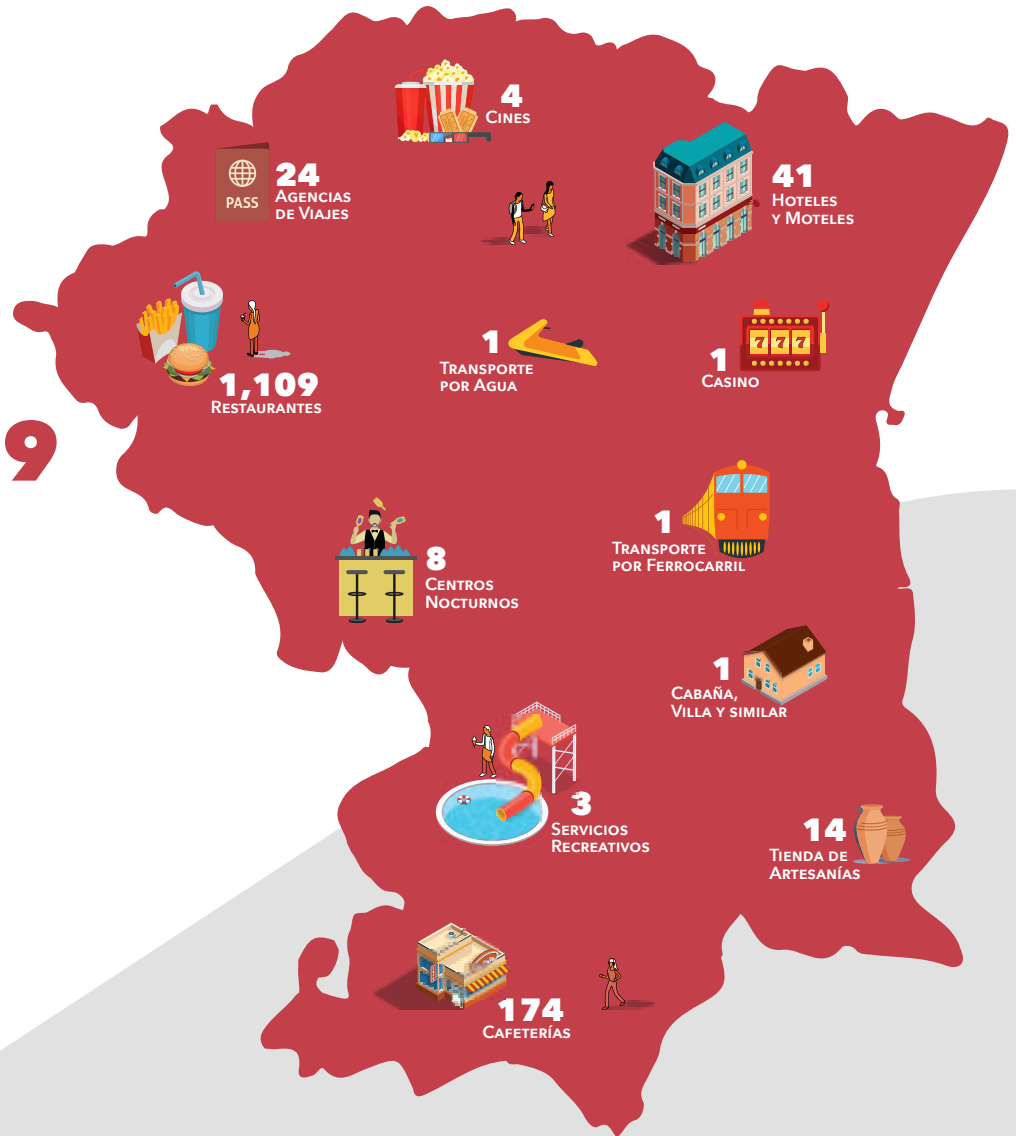 4
Cines
PASS
24
Agencias
de Viajes
41
Hoteles
y Moteles
1,109
Restaurantes
1
Transporte
por Agua
777
1
Casino
9
8
Centros
Nocturnos
1
Transporte
por Ferrocarril
1
Cabaña,
Villa y similar
3
Servicios
Recreativos
14
Tienda de
Artesanías
174
Cafeterías